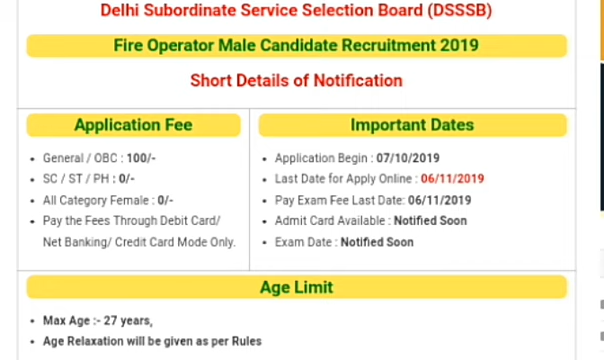 Delhi Subordinate Service Selection Board (DSSSB)
Fire Operator Male Candidate Recruitment 2019
Short Details of Notification
Application Fee
General / OBC : 100/-
SC / ST / PH : 0/-
All Category Female : 0/-
Pay the Fees Through Debit Card/
Net Banking/ Credit Card Mode Only.
Important Dates
Application Begin : 07/10/2019
Last Date for Apply Online : 06/11/2019
Pay Exam Fee Last Date: 06/11/2019
Admit Card Available : Notified Soon
Exam Date : Notified Soon
Age Limit
Max Age :- 27 years,
Age Relaxation will be given as per Rules